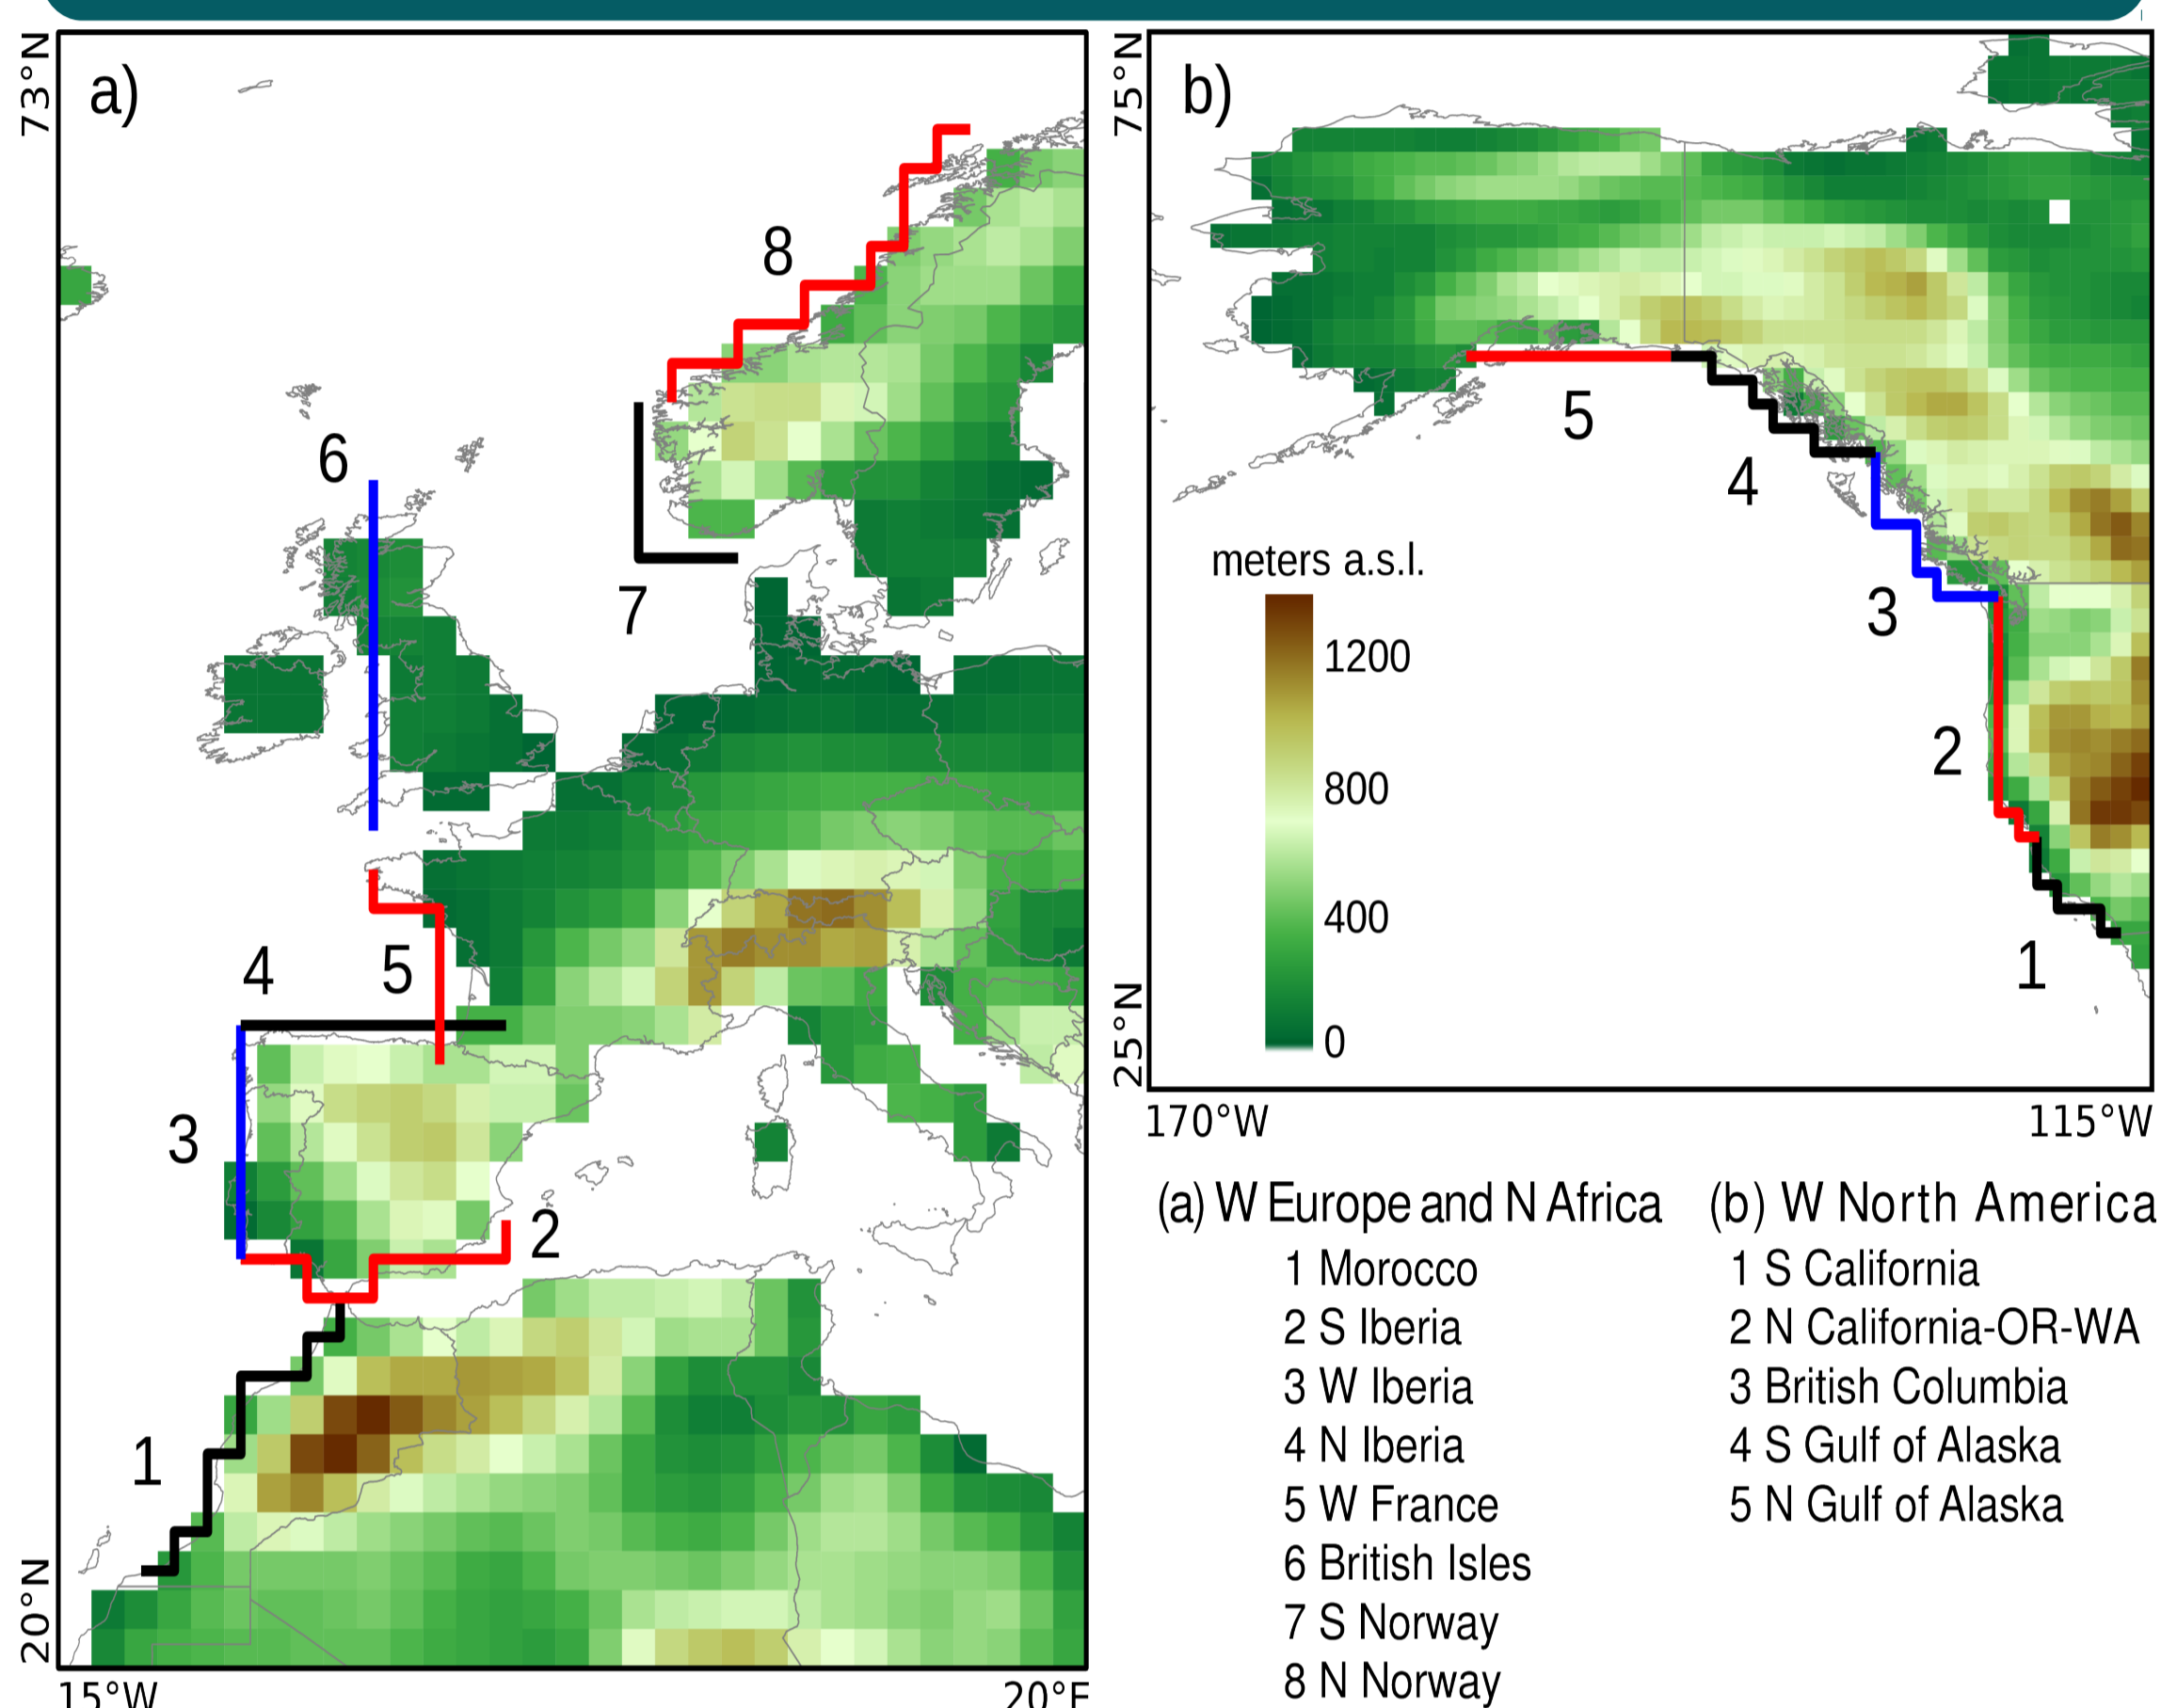 73°N
a)
8
6
7
4
5
3
2
1
20°N
15°W
20°E
75°N
b)
5
4
3
2
1
meters a.s.l.
1200
800
400
0
25°N
170°W
115°W
(a) W Europe and N Africa
1 Morocco
2 S Iberia
3 W Iberia
4 N Iberia
5 W France
6 British Isles
7 S Norway
8 N Norway
(b) W North America
1 S California
2 N California-OR-WA
3 British Columbia
4 S Gulf of Alaska
5 N Gulf of Alaska